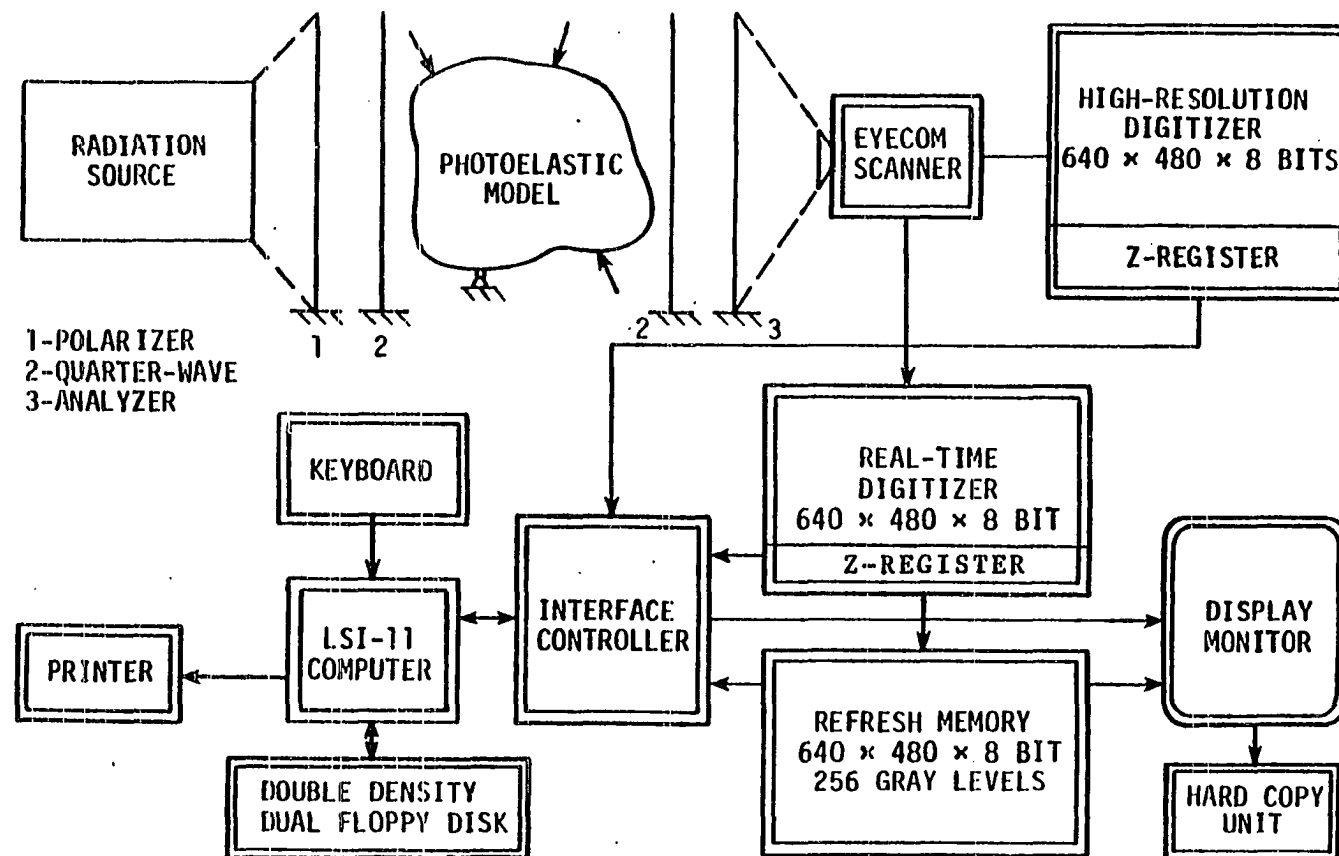 RADIATION
SOURCE
PHOTOELASTIC
MODEL
EYECOM
SCANNER
HIGH-RESOLUTION
DIGITIZER
640 × 480 × 8 BITS
Z-REGISTER
1
2
2
3
1-POLARIZER
2-QUARTER-WAVE
3-ANALYZER
KEYBOARD
REAL-TIME
DIGITIZER
640 × 480 × 8 BIT
Z-REGISTER
PRINTER
LSI-11
COMPUTER
INTERFACE
CONTROLLER
DISPLAY
MONITOR
DOUBLE DENSITY
DUAL FLOPPY DISK
REFRESH MEMORY
640 × 480 × 8 BIT
256 GRAY LEVELS
HARD COPY
UNIT